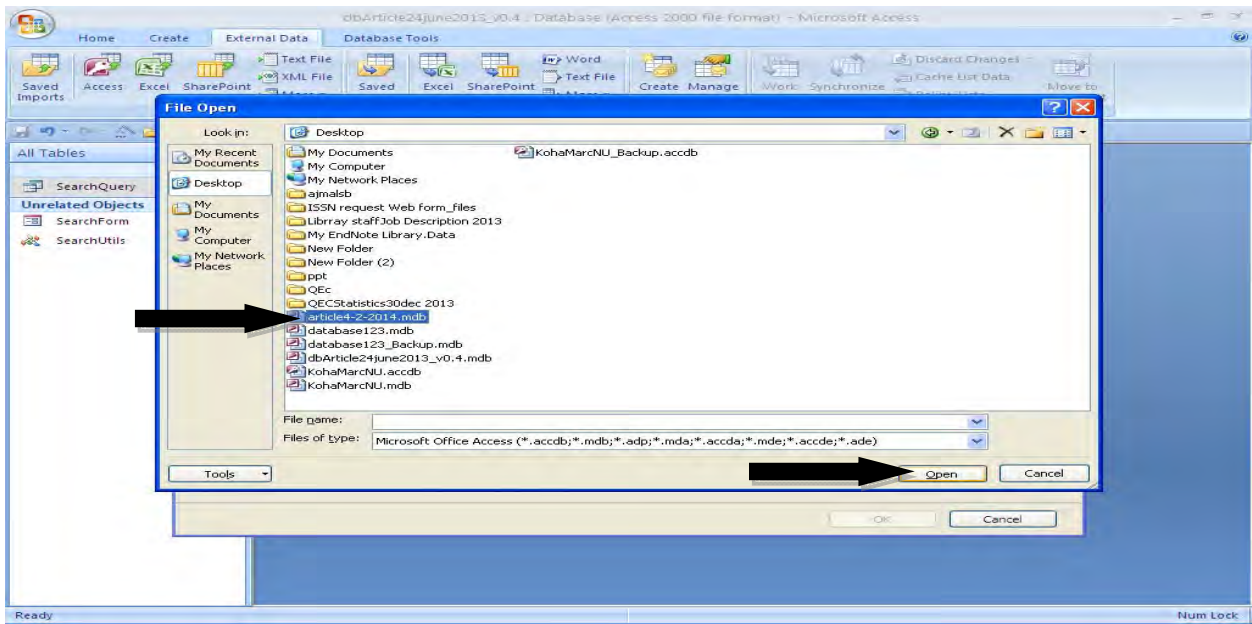 dbArticle24june2013_v0.4 : Database (Access 2000 file format) - Microsoft Access
Home Create External Data Database Tools
Text File Word Discard Changes
XML File Text File Cache List Data
Saved Imports Access Excel SharePoint Saved Excel SharePoint Create Manage Work Synchronize Move to
File Open
Look in: Desktop
All Tables
SearchQuery
Unrelated Objects
SearchForm
SearchUtils
My Recent Documents
Desktop
My Documents
My Computer
My Network Places
My Documents
My Computer
My Network Places
ajmalsb
ISSN request Web form_files
Librray staffJob Description 2013
My EndNote Library.Data
New Folder
New Folder (2)
ppt
QEc
QECStatistics30dec 2013
article4-2-2014.mdb
database123.mdb
database123_Backup.mdb
dbArticle24june2013_v0.4.mdb
KohaMarcNU.accdb
KohaMarcNU.mdb
KohaMarcNU_Backup.accdb
File name:
Files of type: Microsoft Office Access (*.accdb;*.mdb;*.adp;*.mda;*.accda;*.mde;*.accde;*.ade)
Tools Open Cancel
OK Cancel
Ready Num Lock